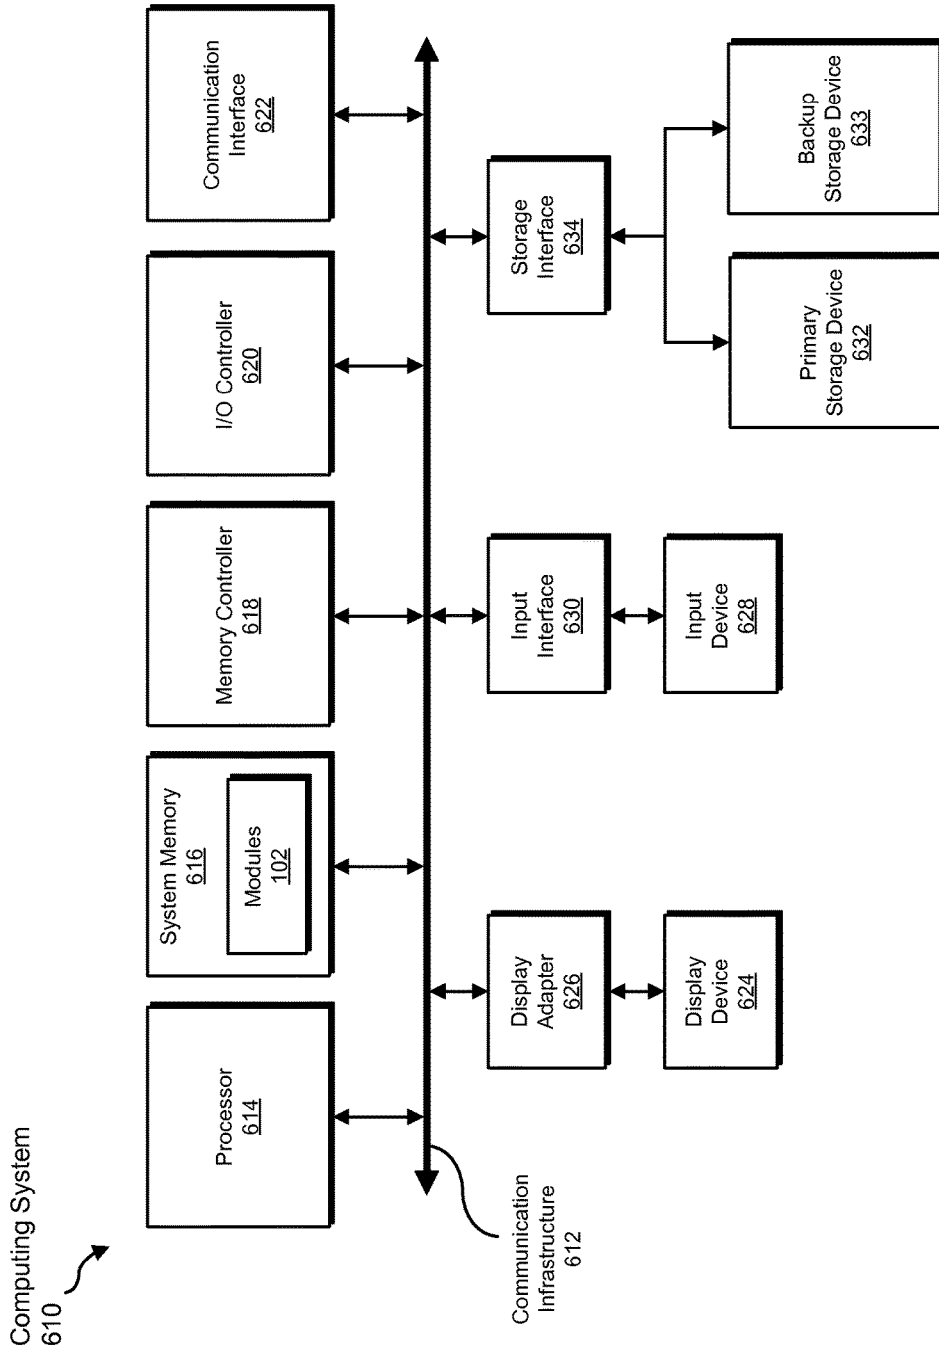 Computing System
610
Processor
614
System Memory
616
Modules
102
Memory Controller
618
I/O Controller
620
Communication
Interface
622
Communication
Infrastructure
612
Display
Adapter
626
Input
Interface
630
Storage
Interface
634
Display
Device
624
Input
Device
628
Primary
Storage Device
632
Backup
Storage Device
633